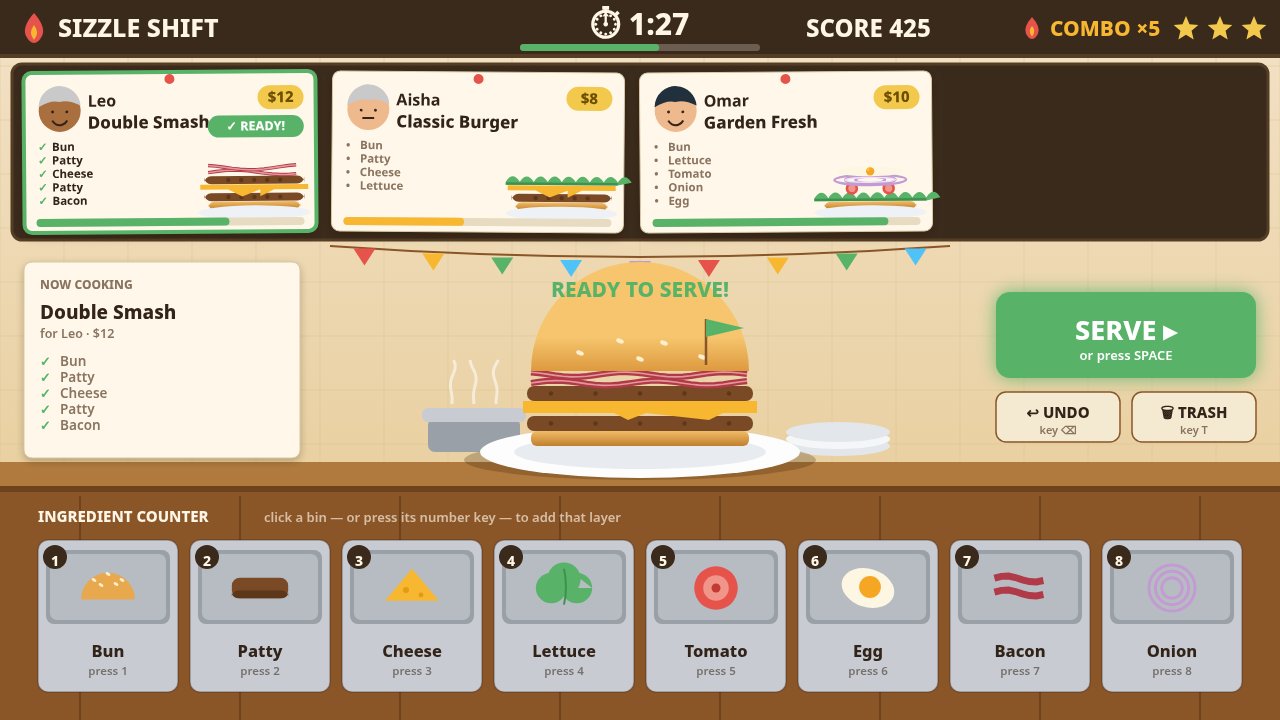 SIZZLE SHIFT
1:27
SCORE 425
COMBO ×5
Leo
$12
Double Smash
✓ READY!
✓ Bun
✓ Patty
✓ Cheese
✓ Patty
✓ Bacon
Aisha
$8
Classic Burger
• Bun
• Patty
• Cheese
• Lettuce
Omar
$10
Garden Fresh
• Bun
• Lettuce
• Tomato
• Onion
• Egg
NOW COOKING
Double Smash
for Leo · $12
✓ Bun
✓ Patty
✓ Cheese
✓ Patty
✓ Bacon
READY TO SERVE!
SERVE ▸
or press SPACE
↩ UNDO
key ⌫
🗑 TRASH
key T
INGREDIENT COUNTER
click a bin — or press its number key — to add that layer
1
Bun
press 1
2
Patty
press 2
3
Cheese
press 3
4
Lettuce
press 4
5
Tomato
press 5
6
Egg
press 6
7
Bacon
press 7
8
Onion
press 8